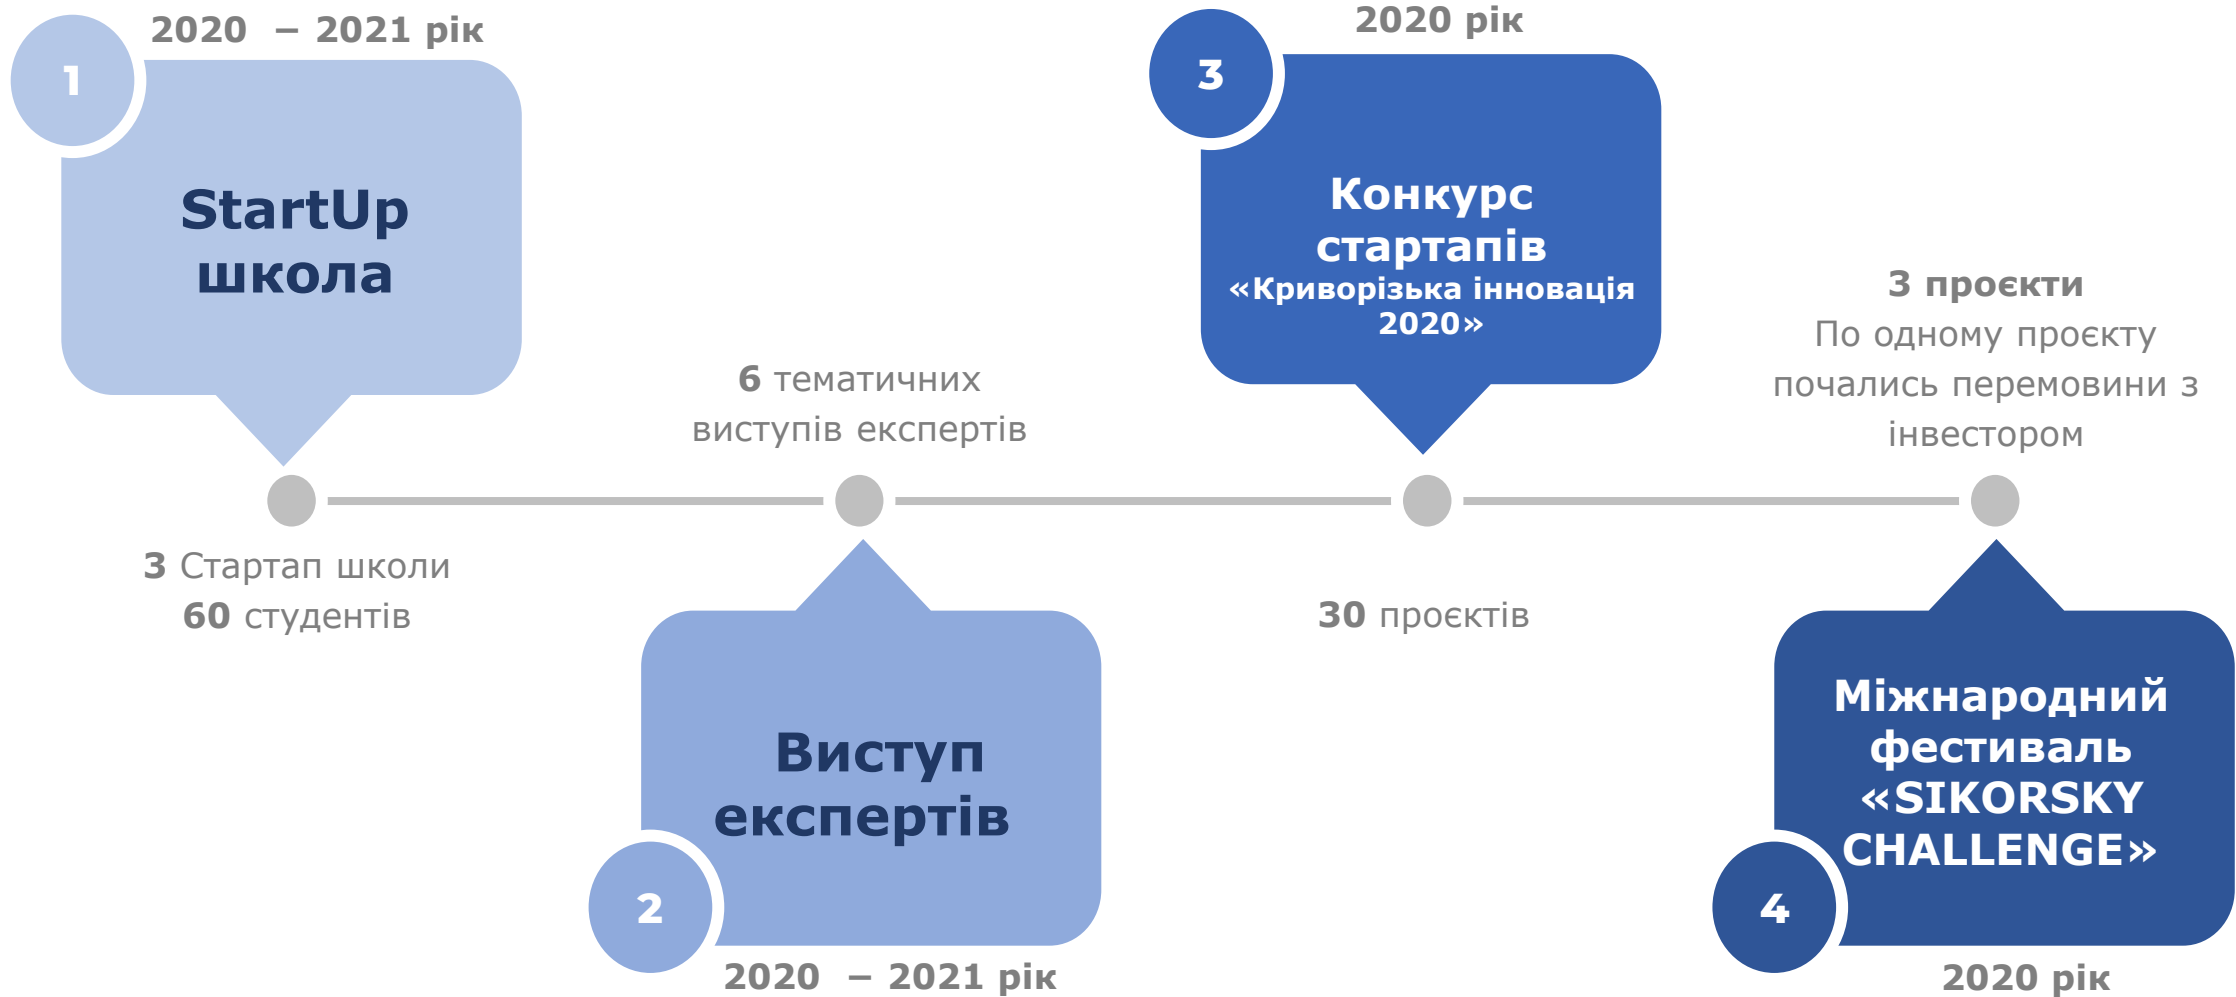 1
2020 – 2021 рік
StartUp
школа
3 Стартап школи
60 студентів
6 тематичних
виступів експертів
Виступ
експертів
2
2020 – 2021 рік
3
2020 рік
Конкурс
стартапів
«Криворізька інновація
2020»
30 проєктів
3 проєкти
По одному проєкту
почались перемовини з
інвестором
Міжнародний
фестиваль
«SIKORSKY
CHALLENGE»
4
2020 рік